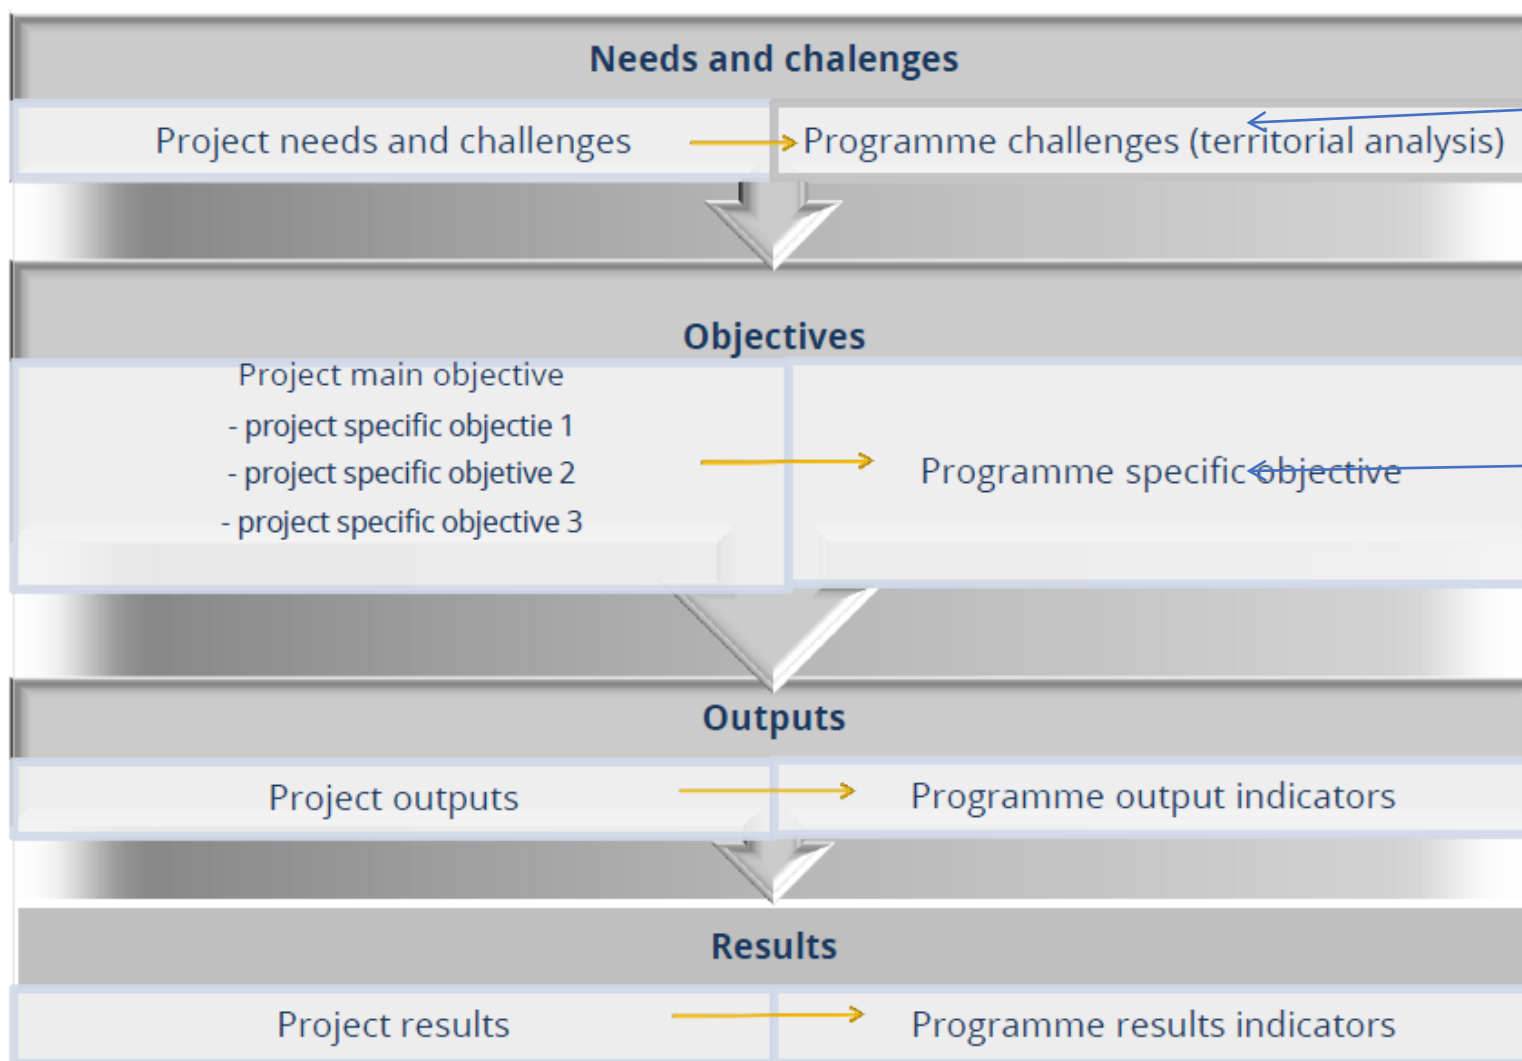 Needs and chalenges
Project needs and challenges
Programme challenges (territorial analysis)
Objectives
Project main objective
- project specific objectie 1
- project specific objetive 2
- project specific objective 3
Programme specific objective
Outputs
Project outputs
Programme output indicators
Results
Project results
Programme results indicators